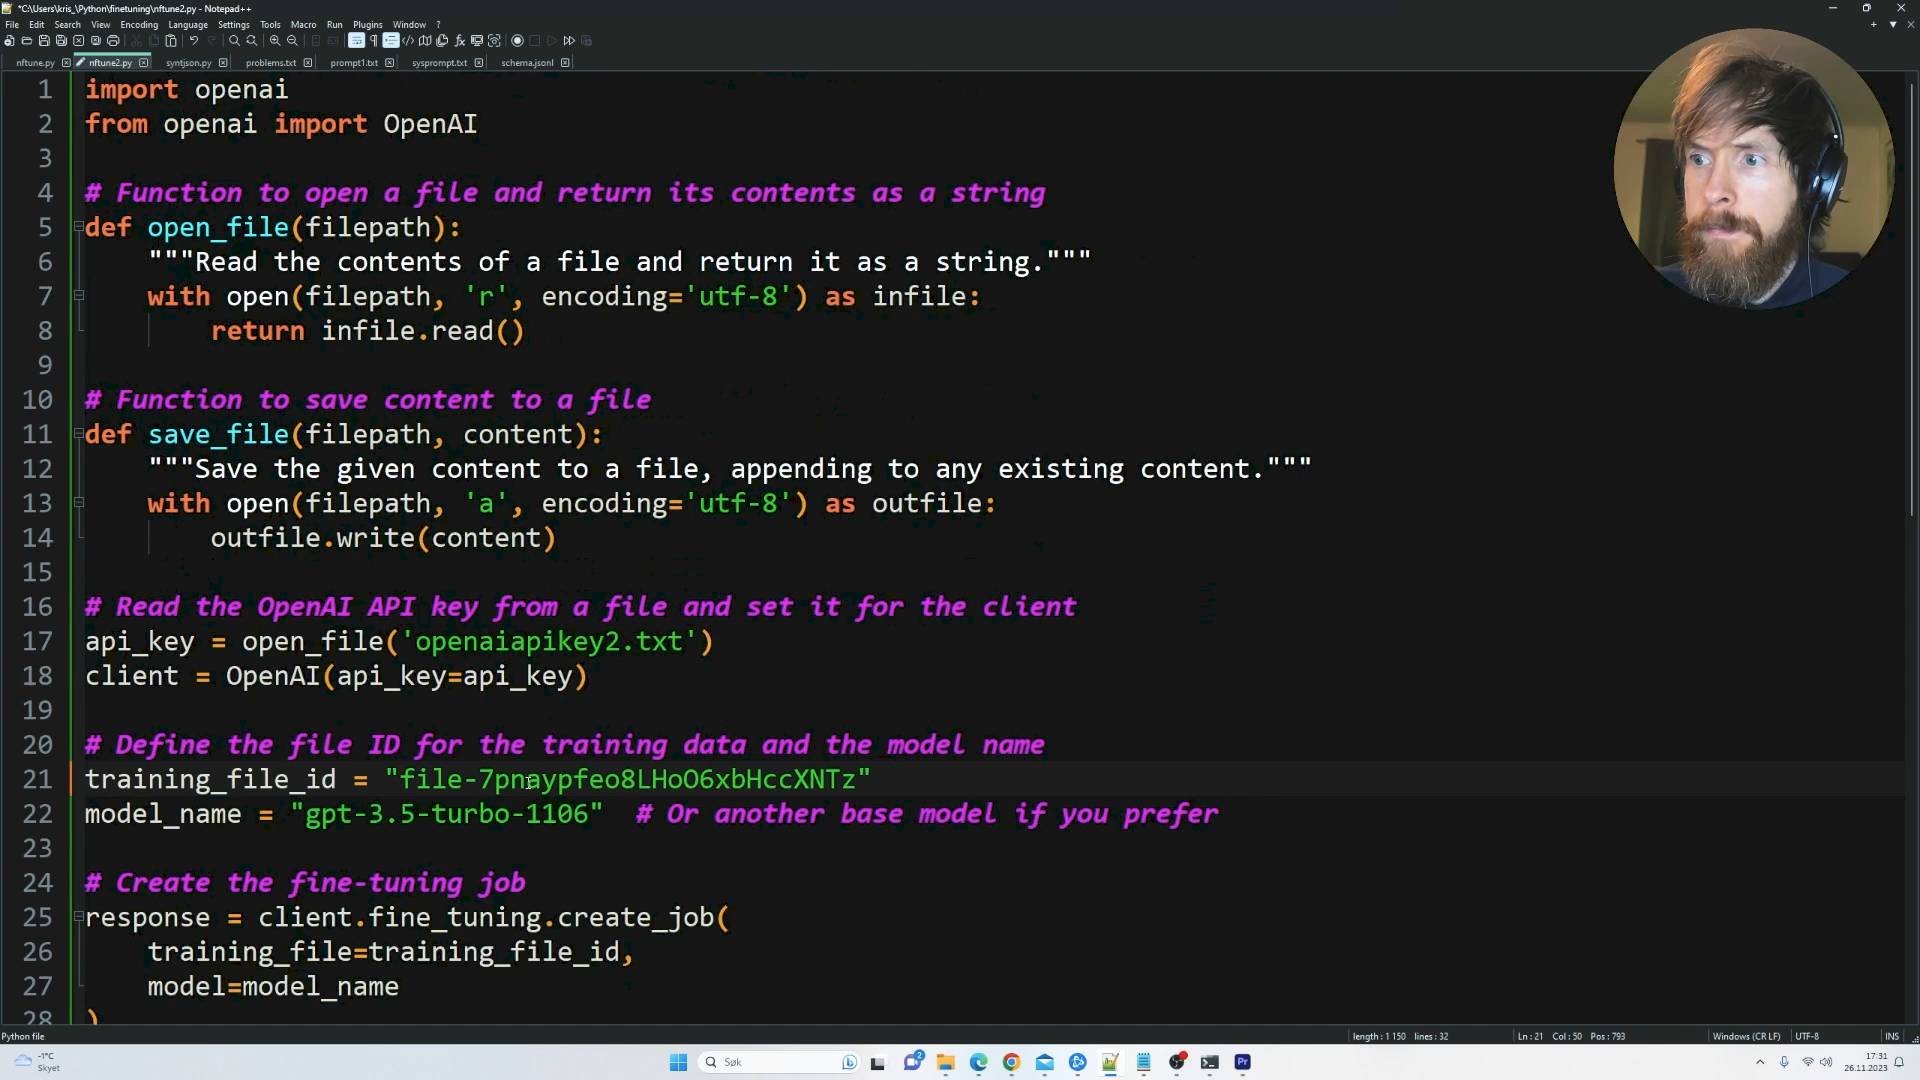 *C:\Users\kris_\Python\finetuning\nftune2.py - Notepad++
File Edit Search View Encoding Language Settings Tools Macro Run Plugins Window ?
nftune.py nftune2.py syntjson.py problems.txt prompt1.txt sysprompt.txt schema.jsonl
1 import openai
2 from openai import OpenAI
3
4 # Function to open a file and return its contents as a string
5 def open_file(filepath):
6 """Read the contents of a file and return it as a string."""
7 with open(filepath, 'r', encoding='utf-8') as infile:
8 return infile.read()
9
10 # Function to save content to a file
11 def save_file(filepath, content):
12 """Save the given content to a file, appending to any existing content."""
13 with open(filepath, 'a', encoding='utf-8') as outfile:
14 outfile.write(content)
15
16 # Read the OpenAI API key from a file and set it for the client
17 api_key = open_file('openaiapikey2.txt')
18 client = OpenAI(api_key=api_key)
19
20 # Define the file ID for the training data and the model name
21 training_file_id = "file-7pnaypfeo8LHoO6xbHccXNTz"
22 model_name = "gpt-3.5-turbo-1106" # Or another base model if you prefer
23
24 # Create the fine-tuning job
25 response = client.fine_tuning.create_job(
26 training_file=training_file_id,
27 model=model_name
28 )
Python file length : 1 150 lines : 32 Ln : 21 Col : 50 Pos : 793 Windows (CR LF) UTF-8 INS
-1°C
Skyet
Søk
2
Pr
17:31
26.11.2023